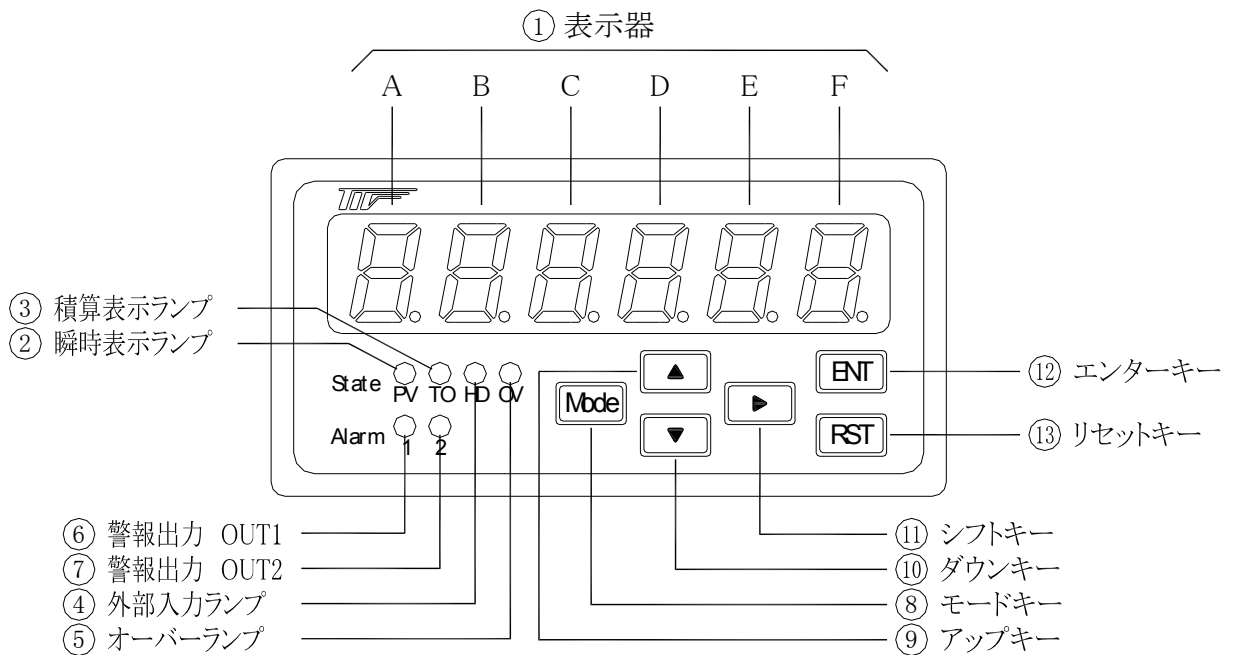 ① 表示器
A B C D E F
③ 積算表示ランプ
② 瞬時表示ランプ
State PV TO HD OV
Alarm 1 2
Mode
ENT
RST
⑫ エンターキー
⑬ リセットキー
⑥ 警報出力 OUT1
⑦ 警報出力 OUT2
④ 外部入力ランプ
⑤ オーバーランプ
⑪ シフトキー
⑩ ダウンキー
⑧ モードキー
⑨ アップキー